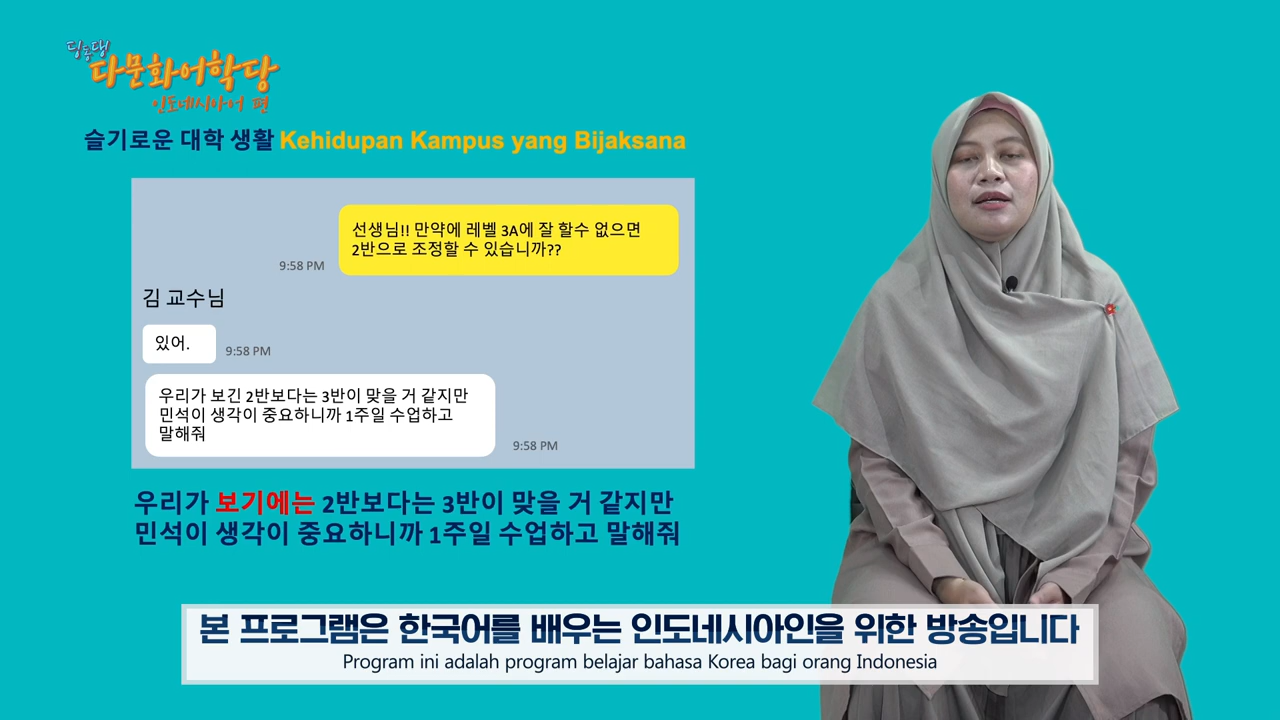 딩동댕
다문화어학당
인도네시아어 편
슬기로운 대학 생활 Kehidupan Kampus yang Bijaksana
선생님!! 만약에 레벨 3A에 잘 할수 없으면
2반으로 조정할 수 있습니까??
9:58 PM
김 교수님
있어.
9:58 PM
우리가 보긴 2반보다는 3반이 맞을 거 같지만
민석이 생각이 중요하니까 1주일 수업하고
말해줘
9:58 PM
우리가 보기에는 2반보다는 3반이 맞을 거 같지만
민석이 생각이 중요하니까 1주일 수업하고 말해줘
본 프로그램은 한국어를 배우는 인도네시아인을 위한 방송입니다
Program ini adalah program belajar bahasa Korea bagi orang Indonesia